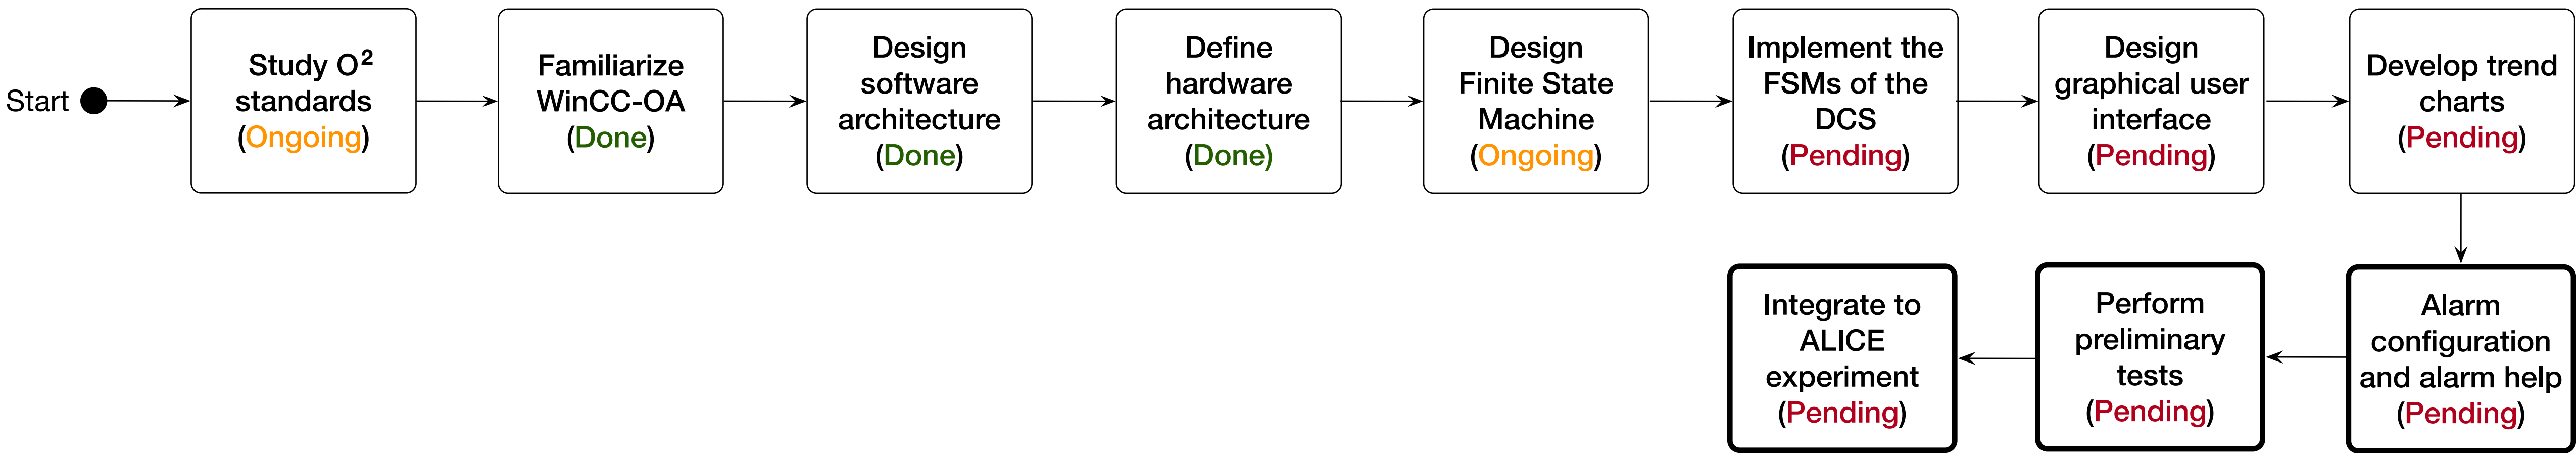 Start
Study O²
standards
(Ongoing)
Familiarize
WinCC-OA
(Done)
Design
software
architecture
(Done)
Define
hardware
architecture
(Done)
Design
Finite State
Machine
(Ongoing)
Implement the
FSMs of the
DCS
(Pending)
Design
graphical user
interface
(Pending)
Develop trend
charts
(Pending)
Alarm
configuration
and alarm help
(Pending)
Perform
preliminary
tests
(Pending)
Integrate to
ALICE
experiment
(Pending)